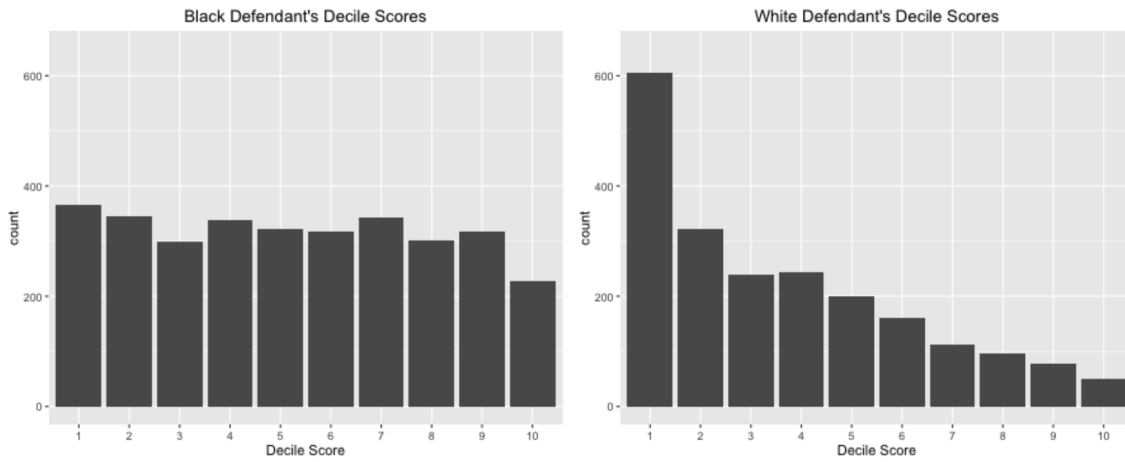 Black Defendant's Decile Scores
600
400
200
0
count
1 2 3 4 5 6 7 8 9 10
Decile Score
White Defendant's Decile Scores
600
400
200
0
count
1 2 3 4 5 6 7 8 9 10
Decile Score